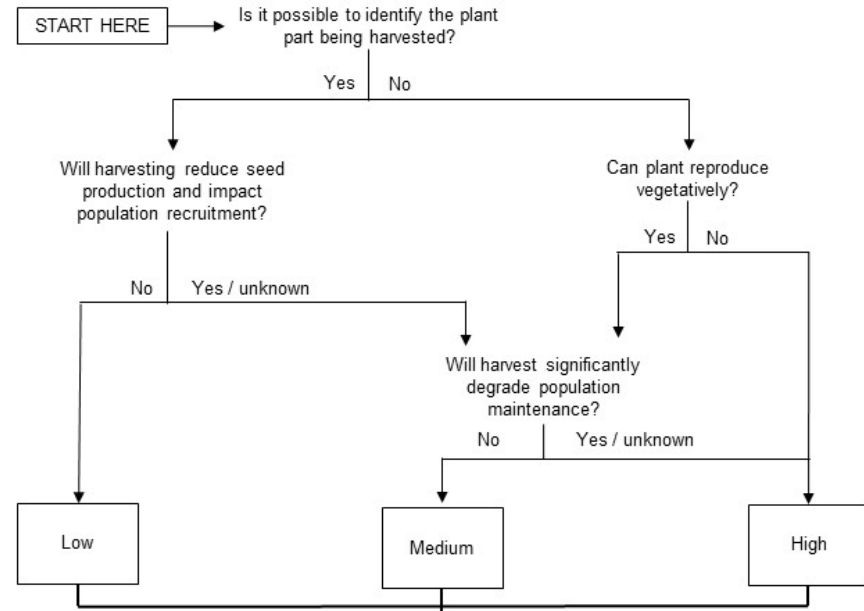 START HERE
Is it possible to identify the plant
part being harvested?
Yes
No
Will harvesting reduce seed
production and impact
population recruitment?
Can plant reproduce
vegetatively?
Yes
No
No
Yes / unknown
Will harvest significantly
degrade population
maintenance?
No
Yes / unknown
Low
Medium
High